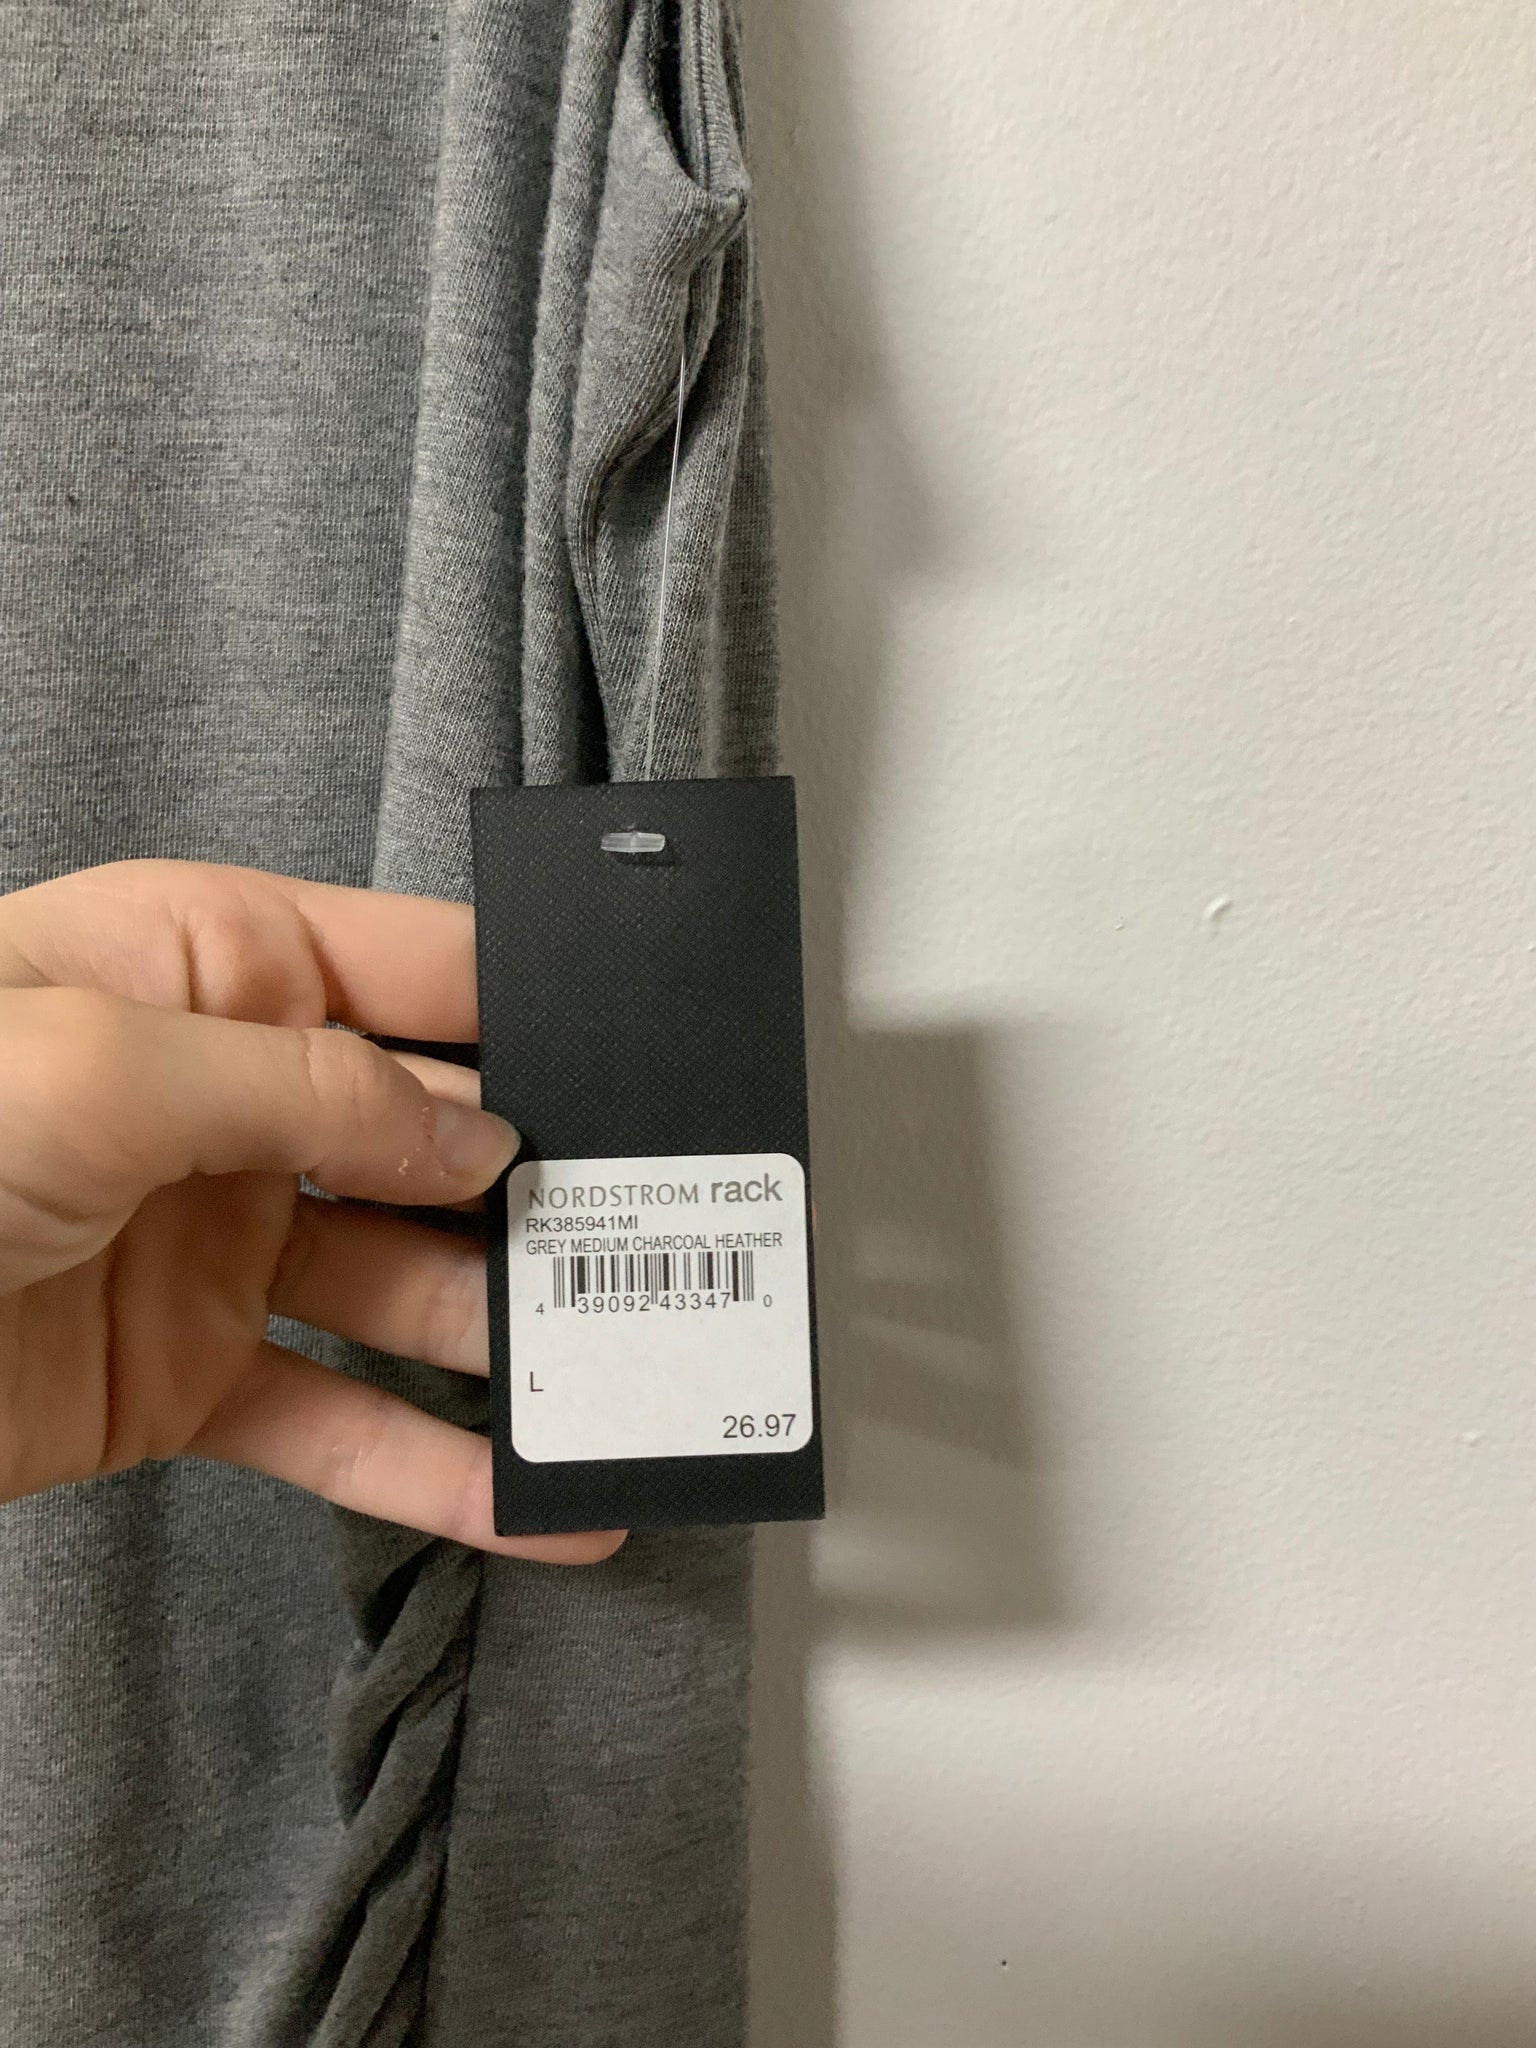 NORDSTROM rack
RK385941MI
GREY MEDIUM CHARCOAL HEATHER
4 39092 43347 0
L
26.97